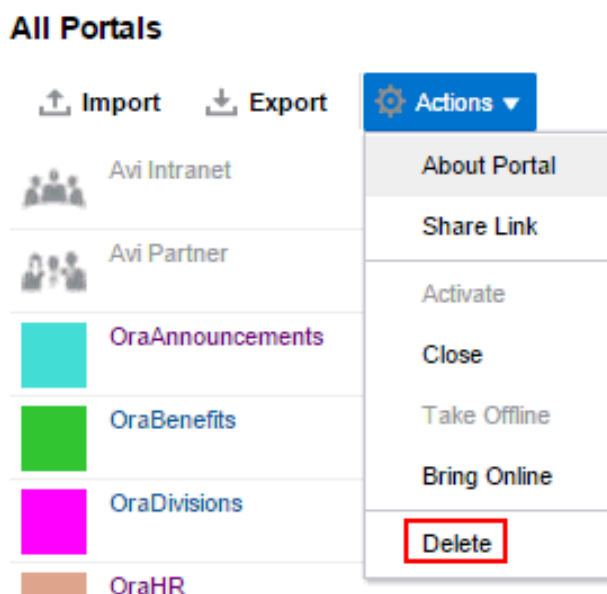 All Portals
Import Export Actions
Avi Intranet
Avi Partner
OraAnnouncements
OraBenefits
OraDivisions
OraHR
About Portal
Share Link
Activate
Close
Take Offline
Bring Online
Delete